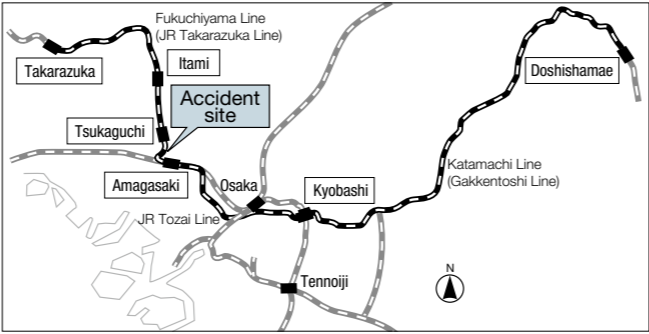 Fukuchiyama Line
(JR Takarazuka Line)
Takarazuka
Itami
Doshishamae
Accident
site
Tsukaguchi
Amagasaki
Osaka
Kyobashi
Katamachi Line
(Gakkentoshi Line)
JR Tozai Line
Tennoiji
N